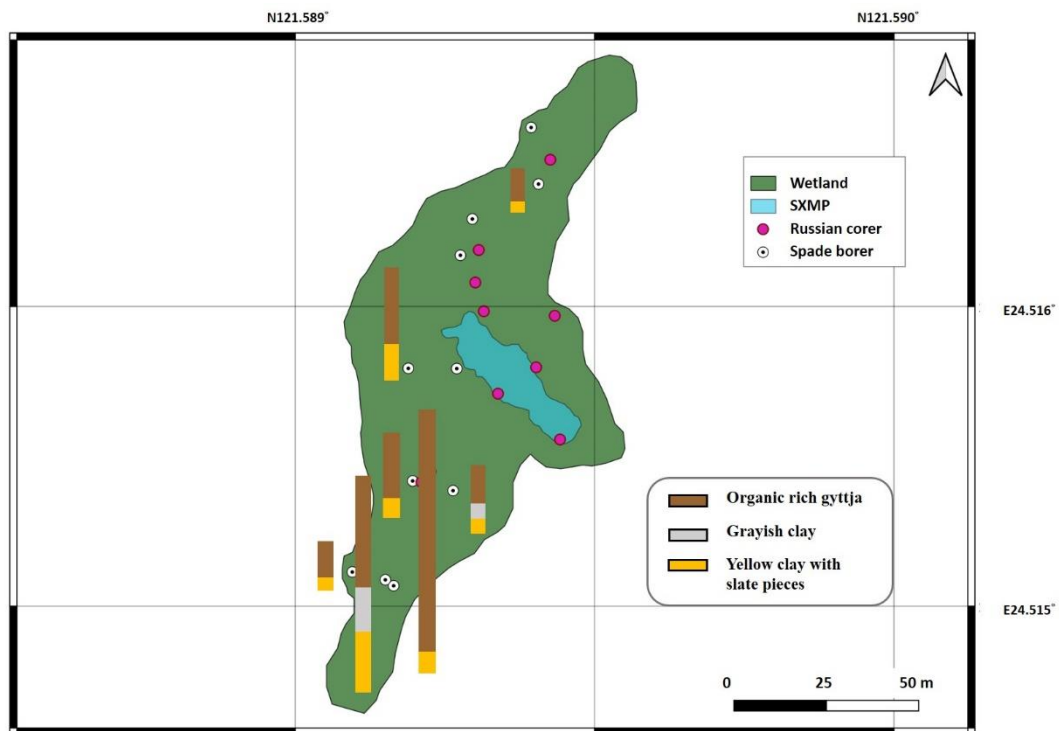 N121.589°
N121.590°
Wetland
SXMP
Russian corer
Spade borer
E24.516°
Organic rich gyttja
Grayish clay
Yellow clay with
slate pieces
E24.515°
0 25 50 m